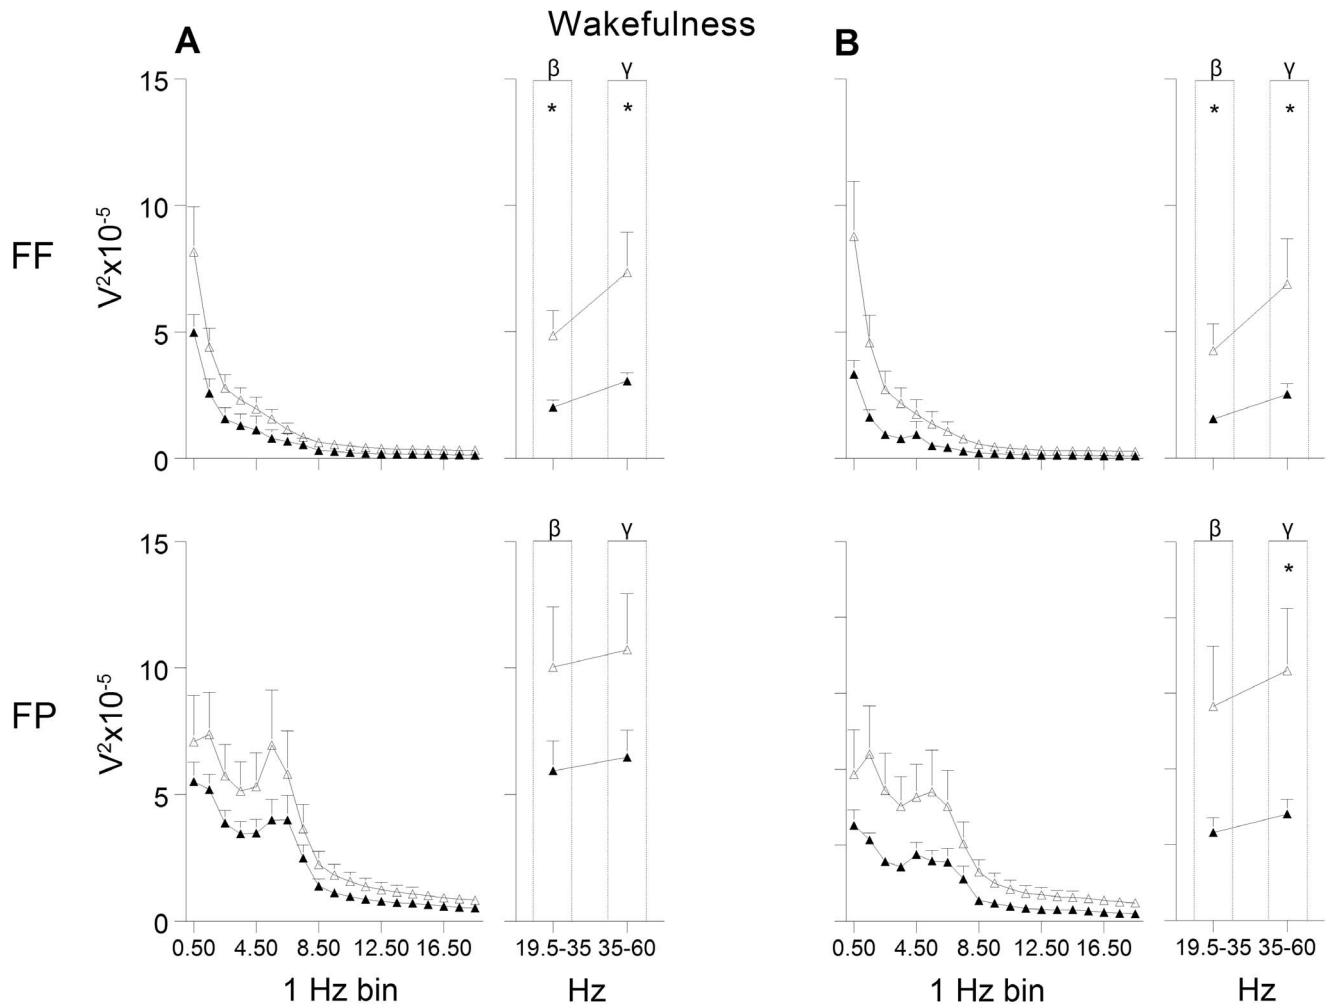 Wakefulness
A
B
β γ
β γ
* *
* *
15
10
5
0
FF
V²x10⁻⁵
β γ
β γ
*
15
10
5
0
FP
V²x10⁻⁵
0.50 4.50 8.50 12.50 16.50
19.5-35 35-60
0.50 4.50 8.50 12.50 16.50
19.5-35 35-60
1 Hz bin
Hz
1 Hz bin
Hz